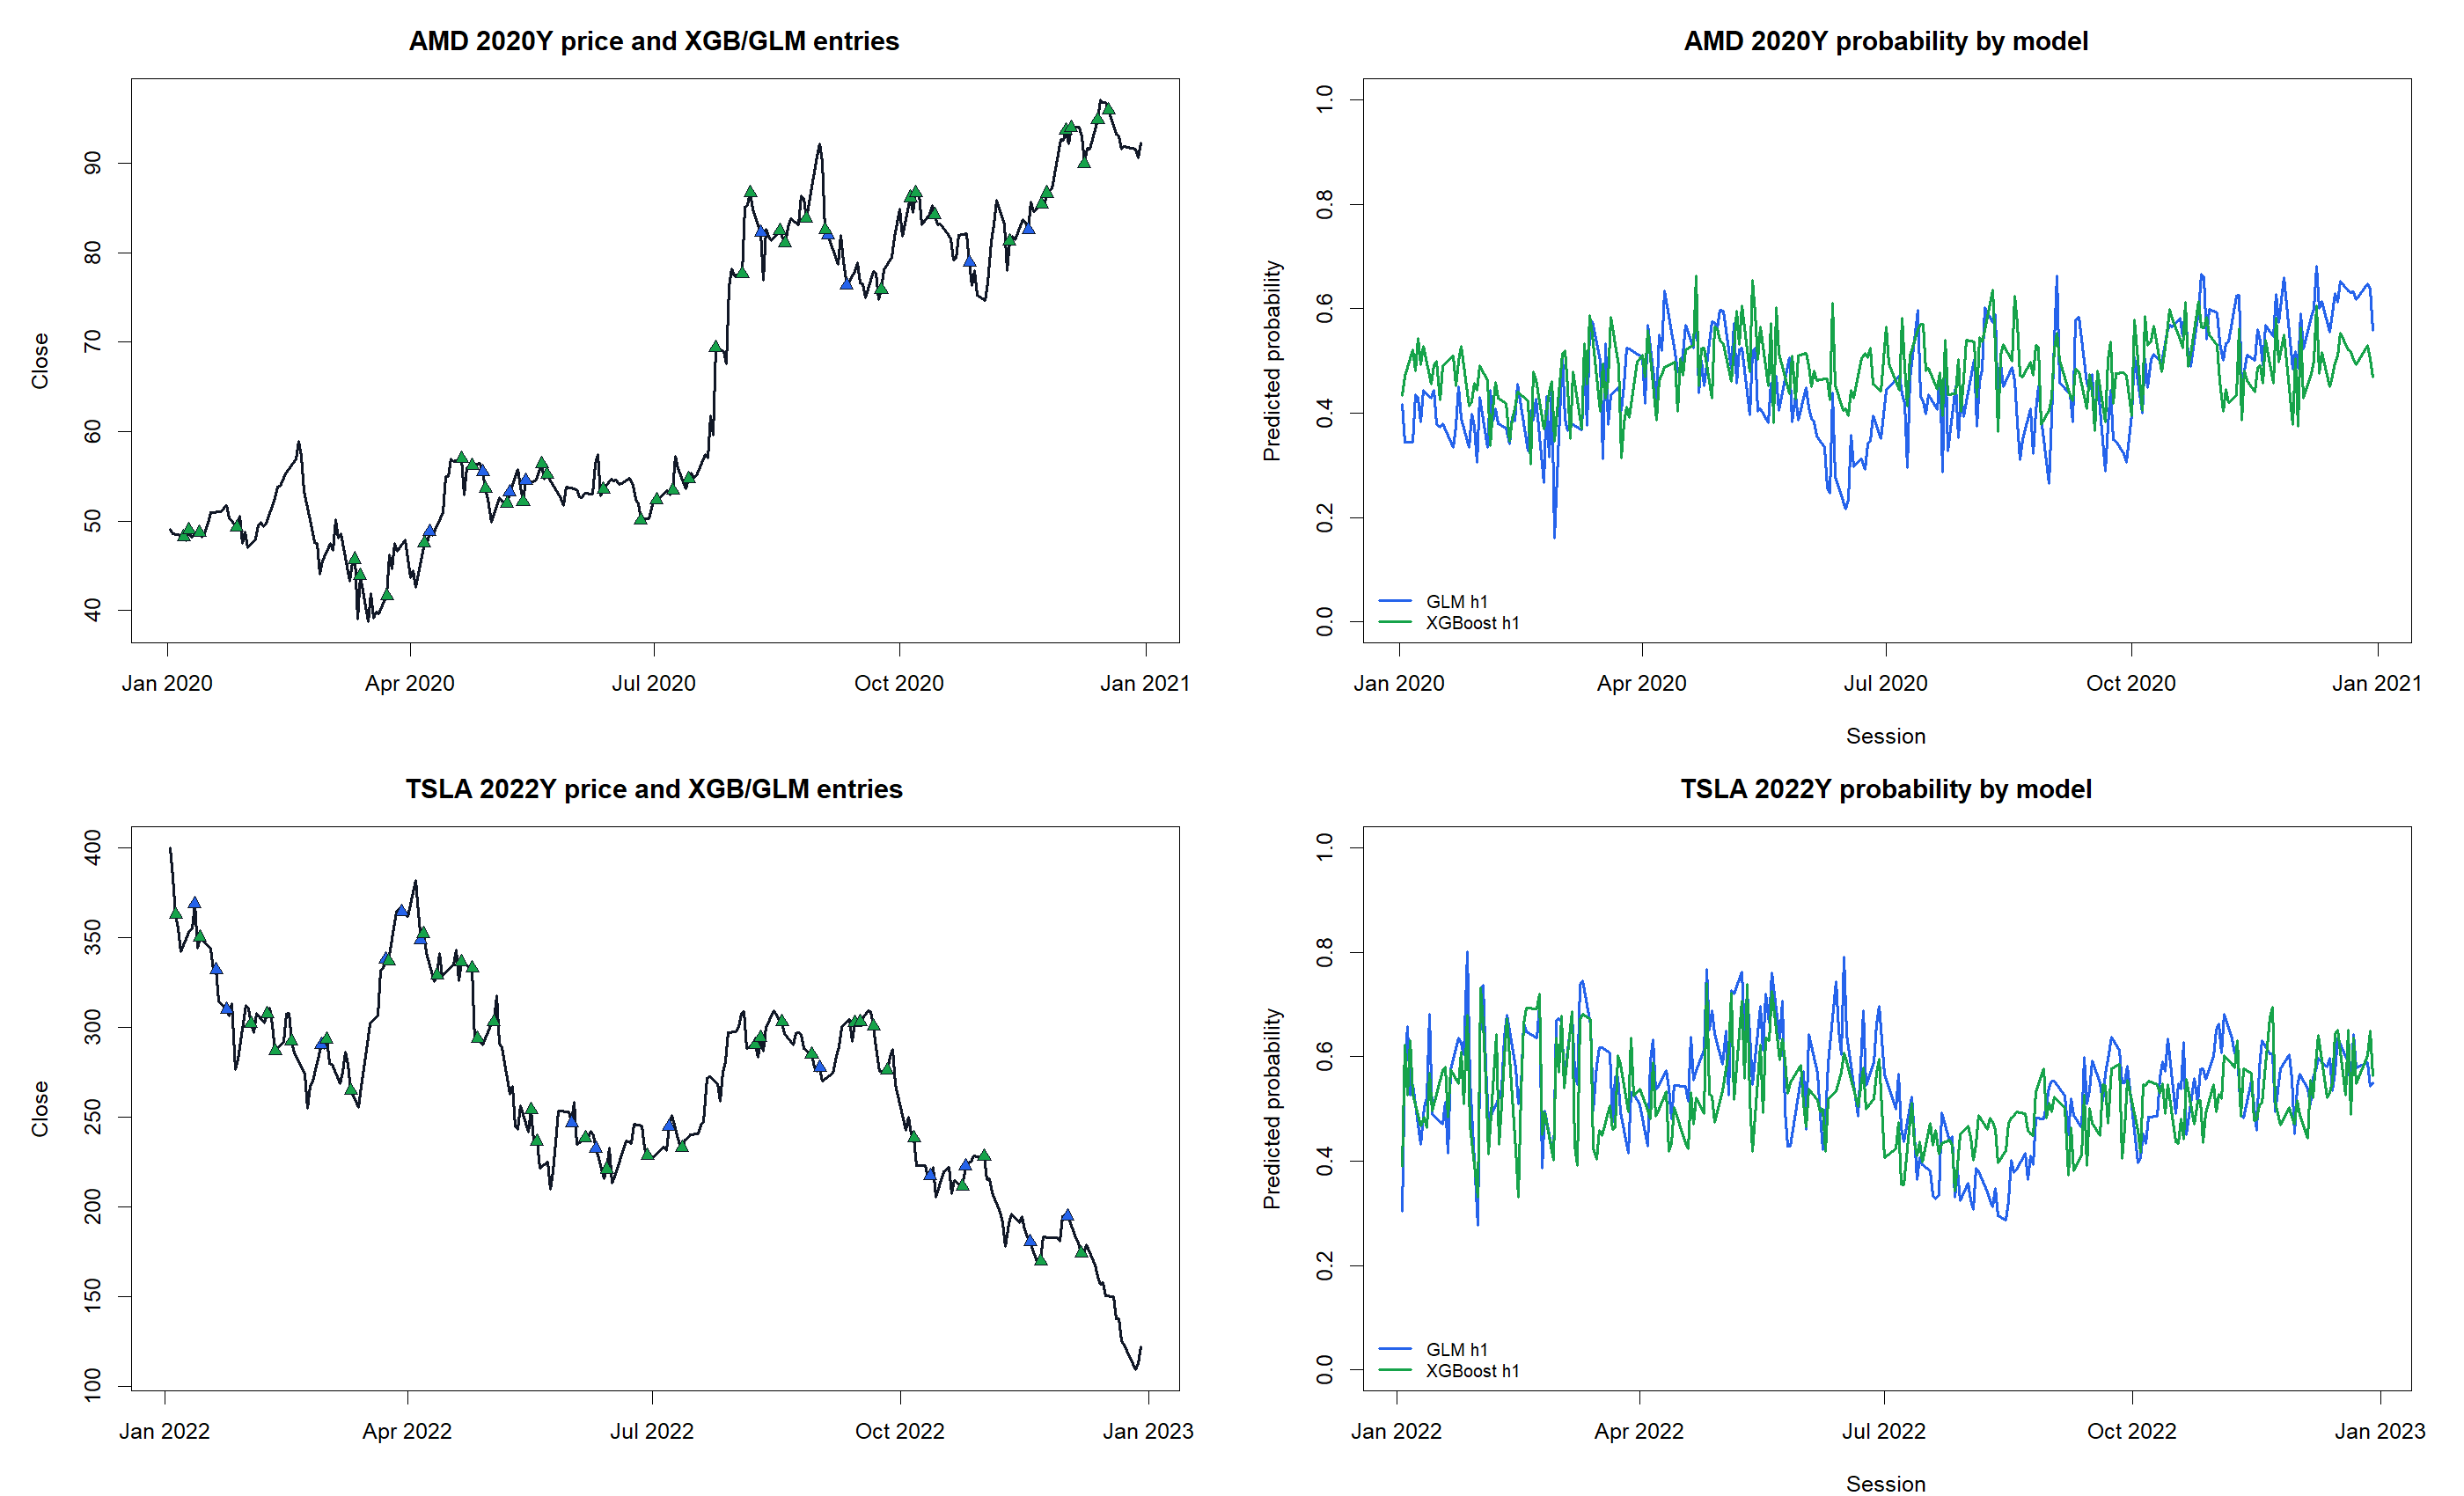 AMD 2020Y price and XGB/GLM entries
Close
90
80
70
60
50
40
Jan 2020 Apr 2020 Jul 2020 Oct 2020 Jan 2021
AMD 2020Y probability by model
Predicted probability
1.0
0.8
0.6
0.4
0.2
0.0
GLM h1
XGBoost h1
Jan 2020 Apr 2020 Jul 2020 Oct 2020 Jan 2021
Session
TSLA 2022Y price and XGB/GLM entries
Close
400
350
300
250
200
150
100
Jan 2022 Apr 2022 Jul 2022 Oct 2022 Jan 2023
TSLA 2022Y probability by model
Predicted probability
1.0
0.8
0.6
0.4
0.2
0.0
GLM h1
XGBoost h1
Jan 2022 Apr 2022 Jul 2022 Oct 2022 Jan 2023
Session